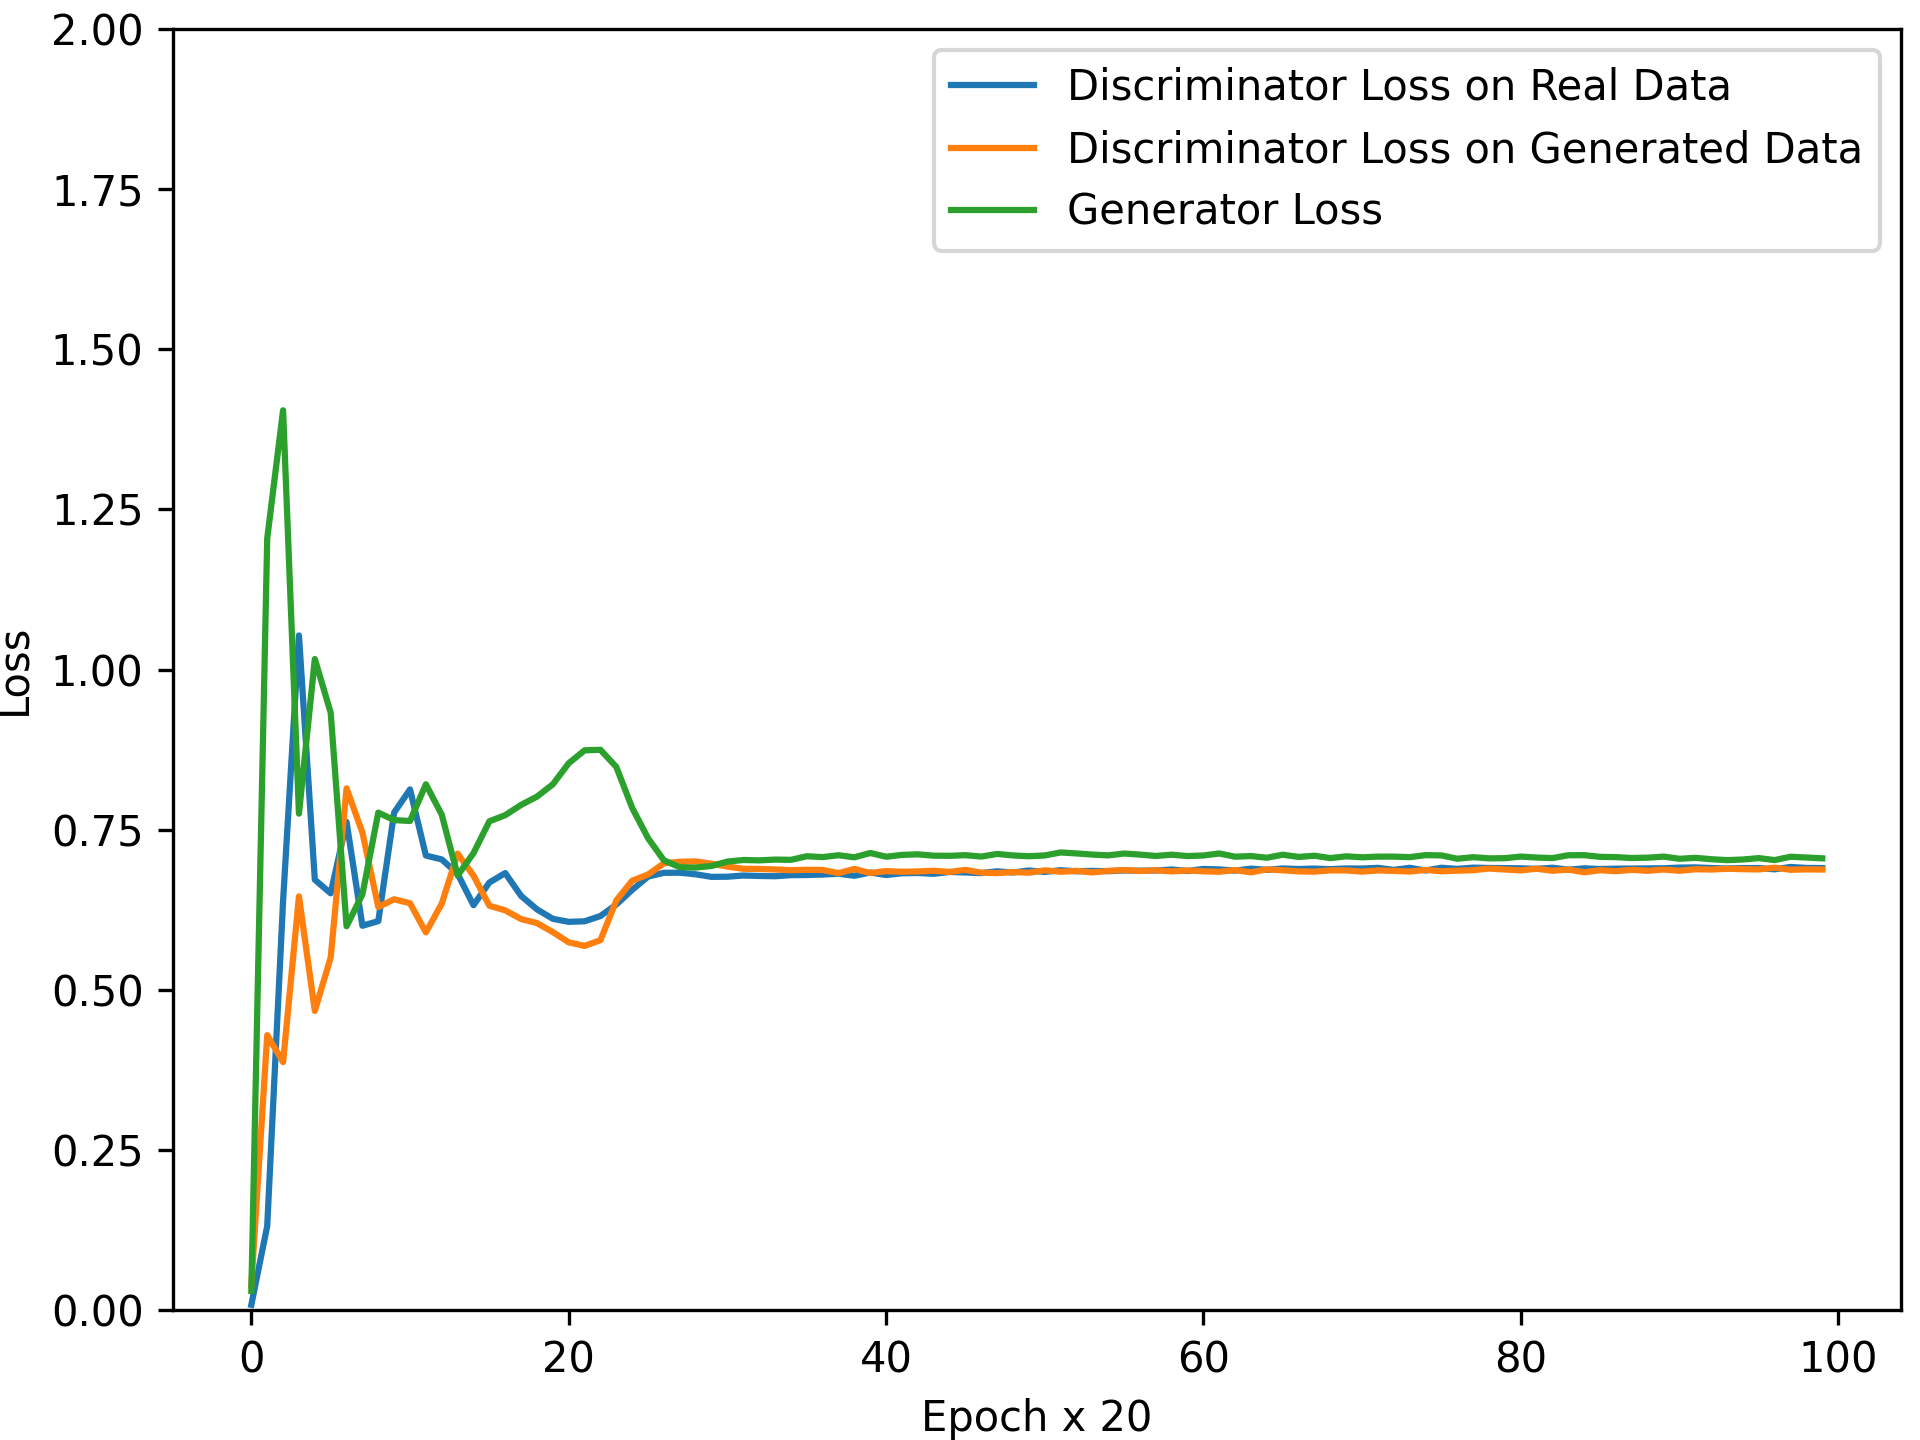 2.00
1.75
1.50
1.25
1.00
0.75
0.50
0.25
0.00
Loss
Discriminator Loss on Real Data
Discriminator Loss on Generated Data
Generator Loss
0 20 40 60 80 100
Epoch x 20